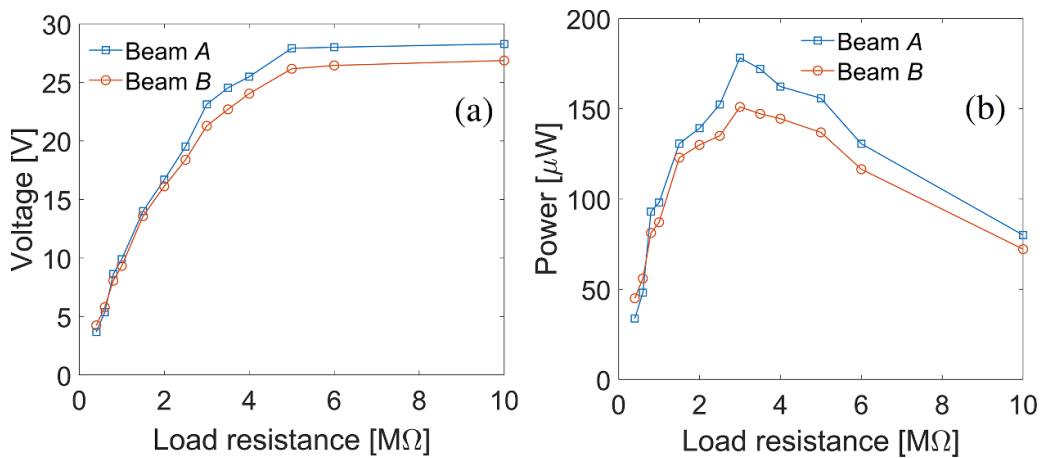 30
25
20
15
10
5
0
Voltage [V]
Beam A
Beam B
(a)
0 2 4 6 8 10
Load resistance [MΩ]
200
150
100
50
0
Power [μW]
Beam A
Beam B
(b)
0 2 4 6 8 10
Load resistance [MΩ]